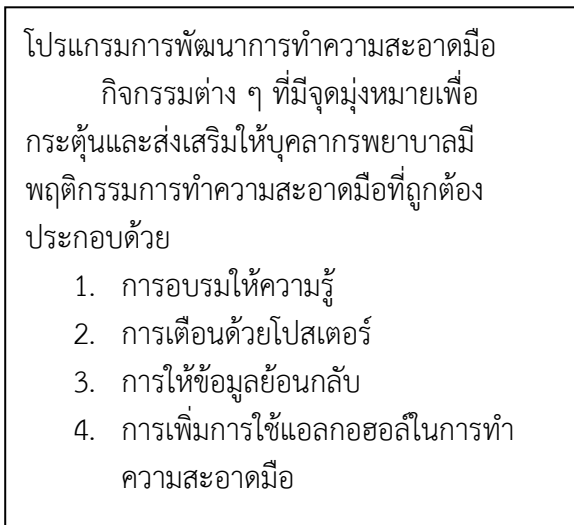 โปรแกรมการพัฒนาการทำความสะอาดมือ
กิจกรรมต่าง ๆ ที่มีจุดมุ่งหมายเพื่อ
กระตุ้นและส่งเสริมให้บุคลากรพยาบาลมี
พฤติกรรมการทำความสะอาดมือที่ถูกต้อง
ประกอบด้วย
1. การอบรมให้ความรู้
2. การเตือนด้วยโปสเตอร์
3. การให้ข้อมูลย้อนกลับ
4. การเพิ่มการใช้แอลกอฮอล์ในการทำ
ความสะอาดมือ